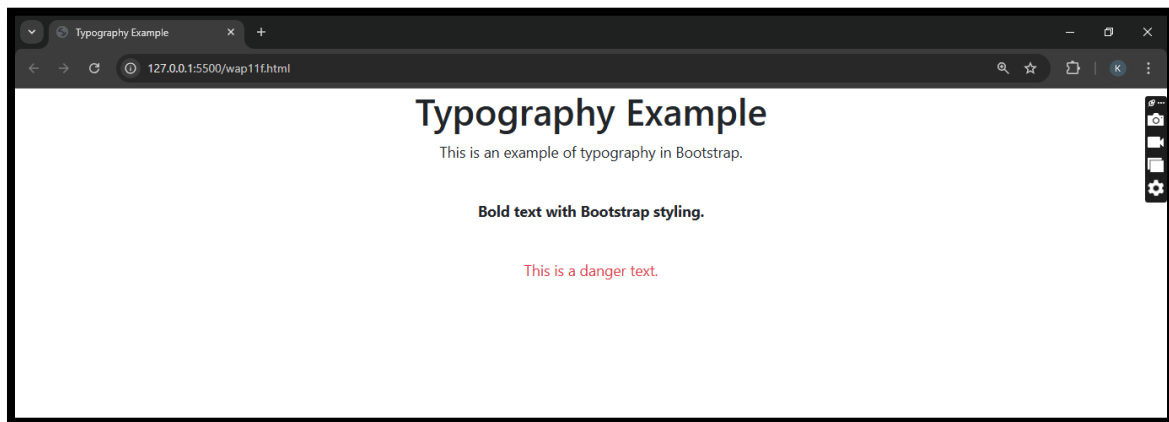 Typography Example
127.0.0.1:5500/wap11f.html
K
Typography Example
This is an example of typography in Bootstrap.
Bold text with Bootstrap styling.
This is a danger text.